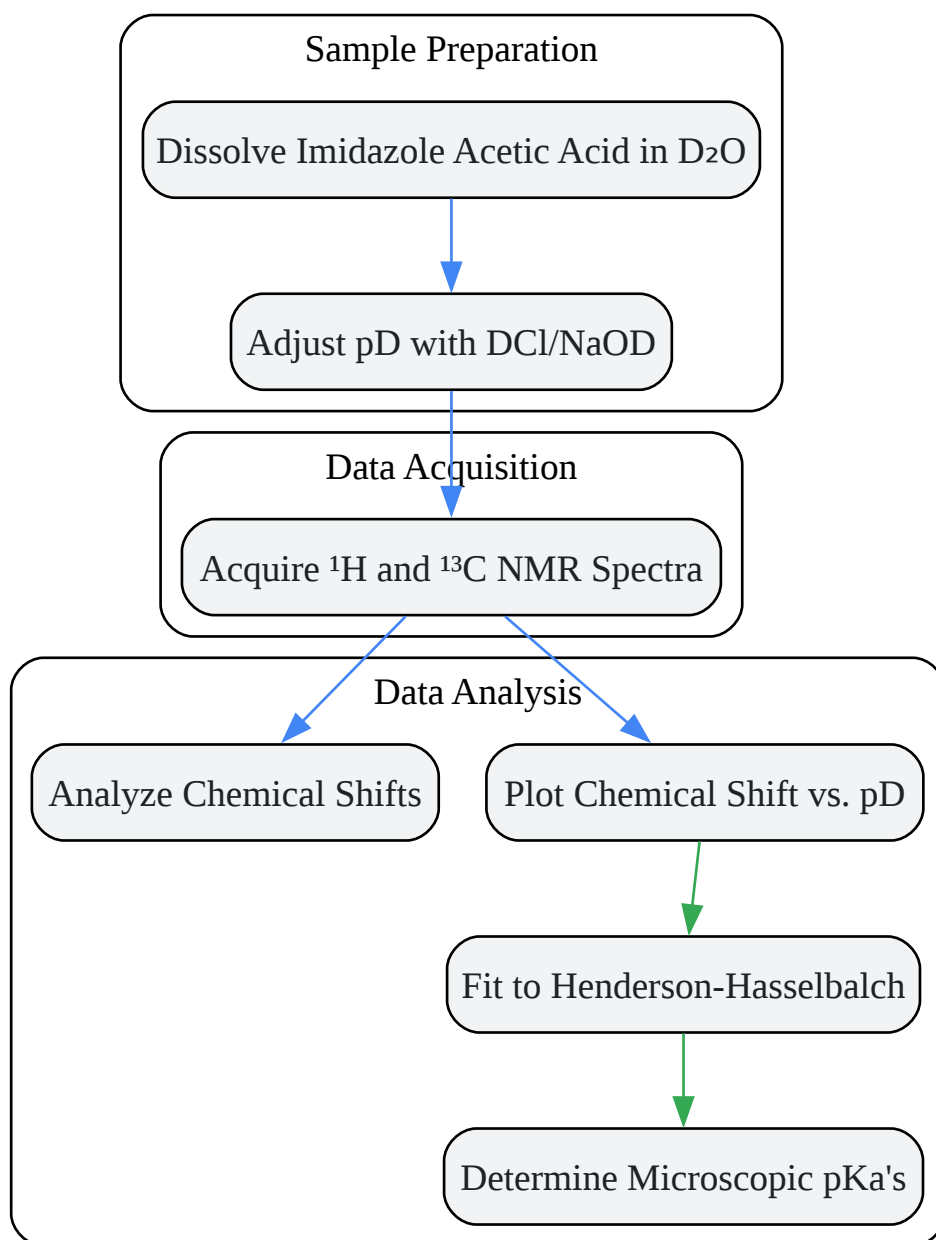 Sample Preparation
Dissolve Imidazole Acetic Acid in D₂O
Adjust pD with DCl/NaOD
Data Acquisition
Acquire ¹H and ¹³C NMR Spectra
Data Analysis
Analyze Chemical Shifts
Plot Chemical Shift vs. pD
Fit to Henderson-Hasselbalch
Determine Microscopic pKa's